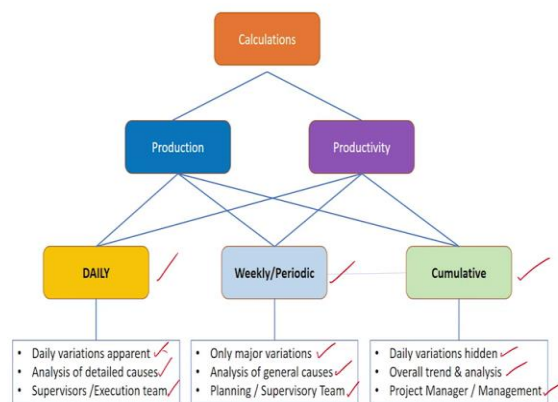 Calculations
Production
Productivity
DAILY
Weekly/Periodic
Cumulative
• Daily variations apparent
• Analysis of detailed causes
• Supervisors /Execution team
• Only major variations
• Analysis of general causes
• Planning / Supervisory Team
• Daily variations hidden
• Overall trend & analysis
• Project Manager / Management